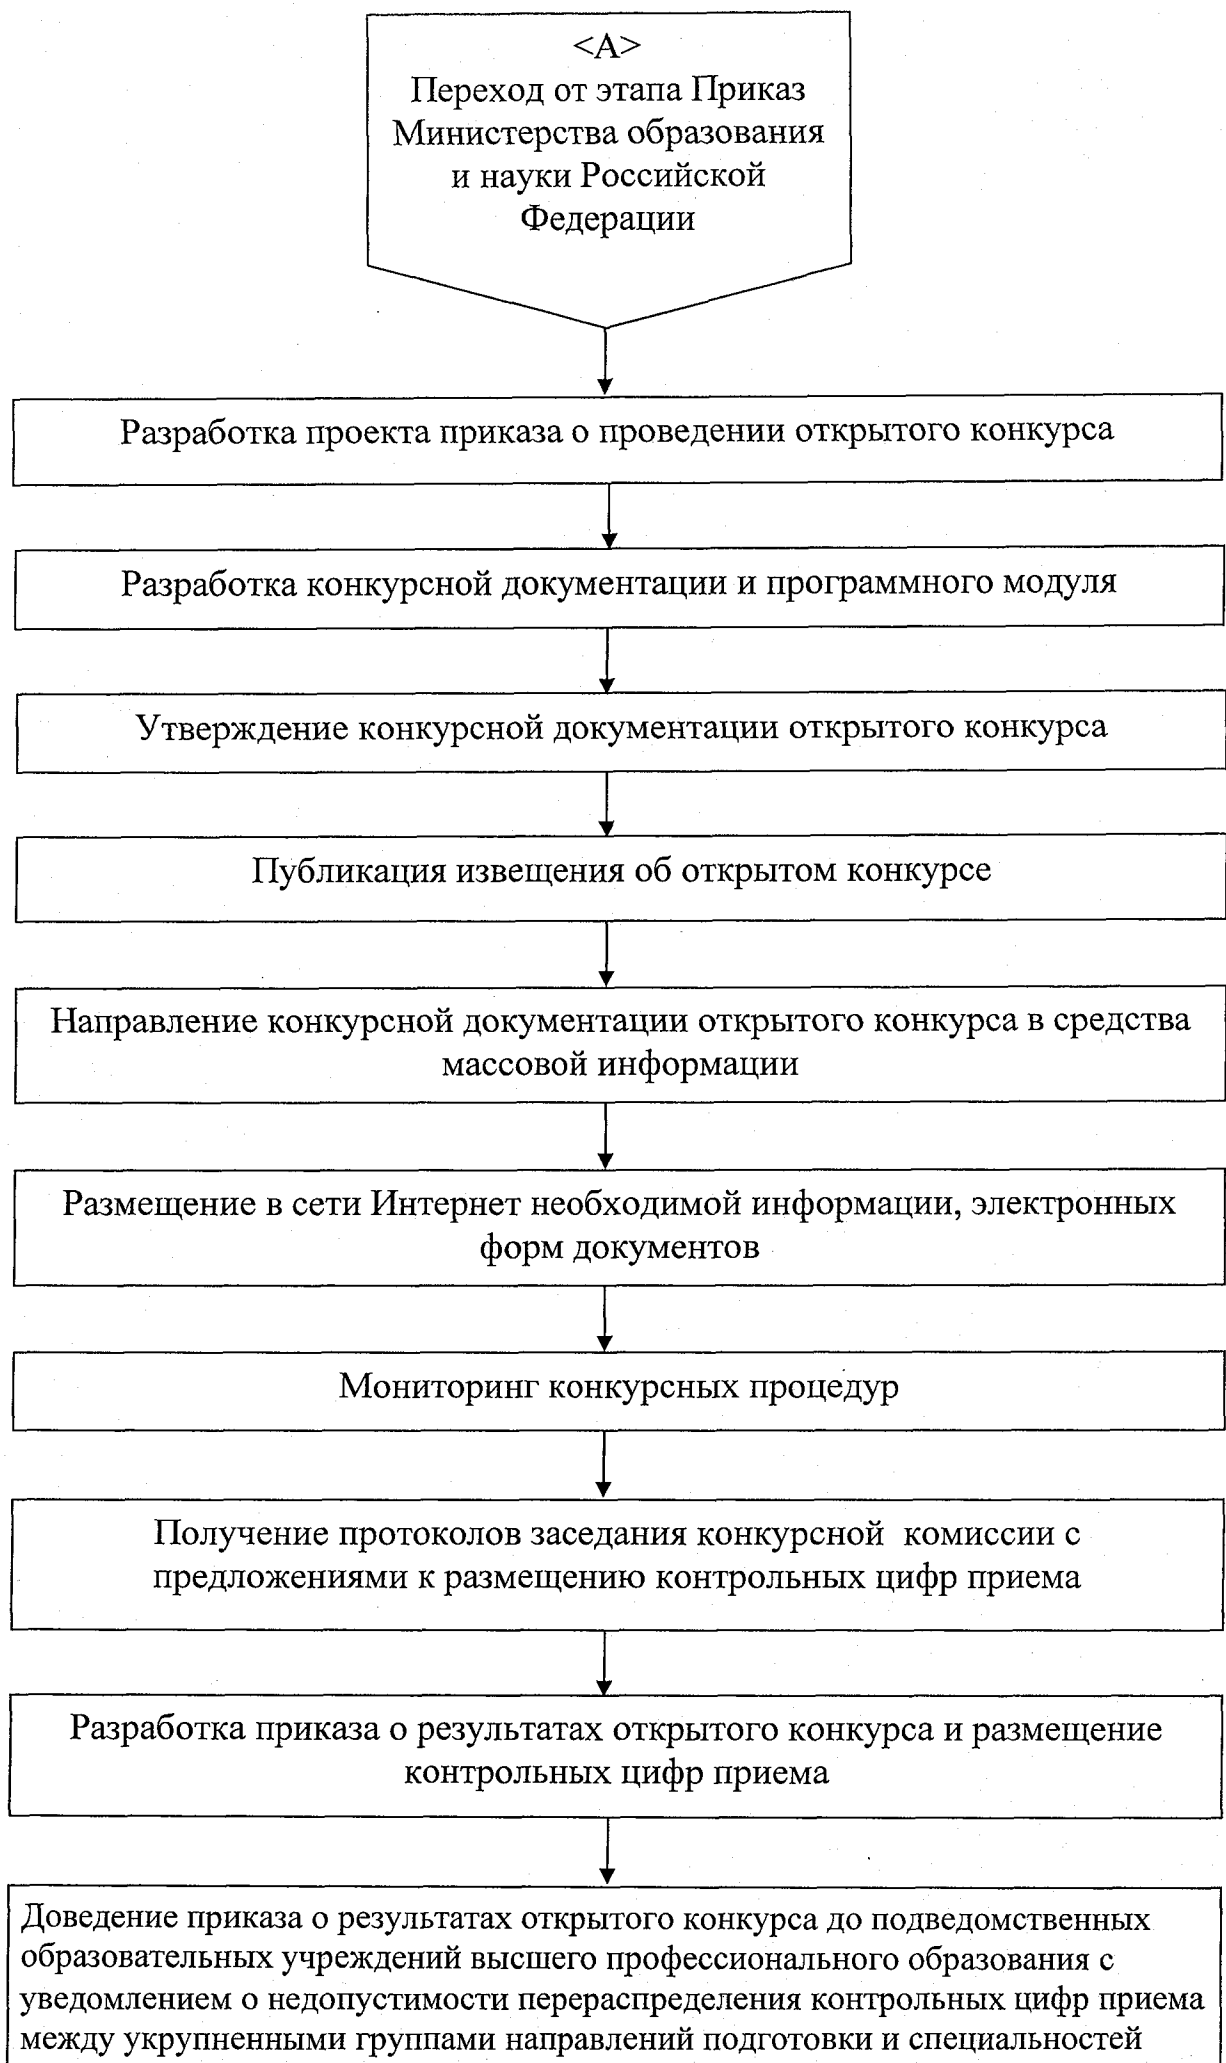 <А>
Переход от этапа Приказ
Министерства образования
и науки Российской
Федерации
Разработка проекта приказа о проведении открытого конкурса
Разработка конкурсной документации и программного модуля
Утверждение конкурсной документации открытого конкурса
Публикация извещения об открытом конкурсе
Направление конкурсной документации открытого конкурса в средства
массовой информации
Размещение в сети Интернет необходимой информации, электронных
форм документов
Мониторинг конкурсных процедур
Получение протоколов заседания конкурсной комиссии с
предложениями к размещению контрольных цифр приема
Разработка приказа о результатах открытого конкурса и размещение
контрольных цифр приема
Доведение приказа о результатах открытого конкурса до подведомственных
образовательных учреждений высшего профессионального образования с
уведомлением о недопустимости перераспределения контрольных цифр приема
между укрупненными группами направлений подготовки и специальностей